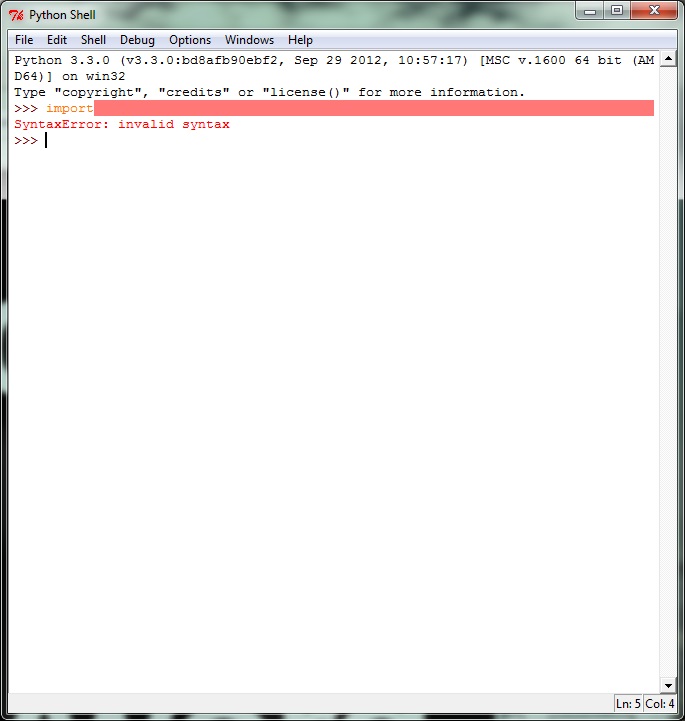 Python Shell
File Edit Shell Debug Options Windows Help
Python 3.3.0 (v3.3.0:bd8afb90ebf2, Sep 29 2012, 10:57:17) [MSC v.1600 64 bit (AM
D64)] on win32
Type "copyright", "credits" or "license()" for more information.
>>> import
SyntaxError: invalid syntax
>>>
Ln: 5 Col: 4